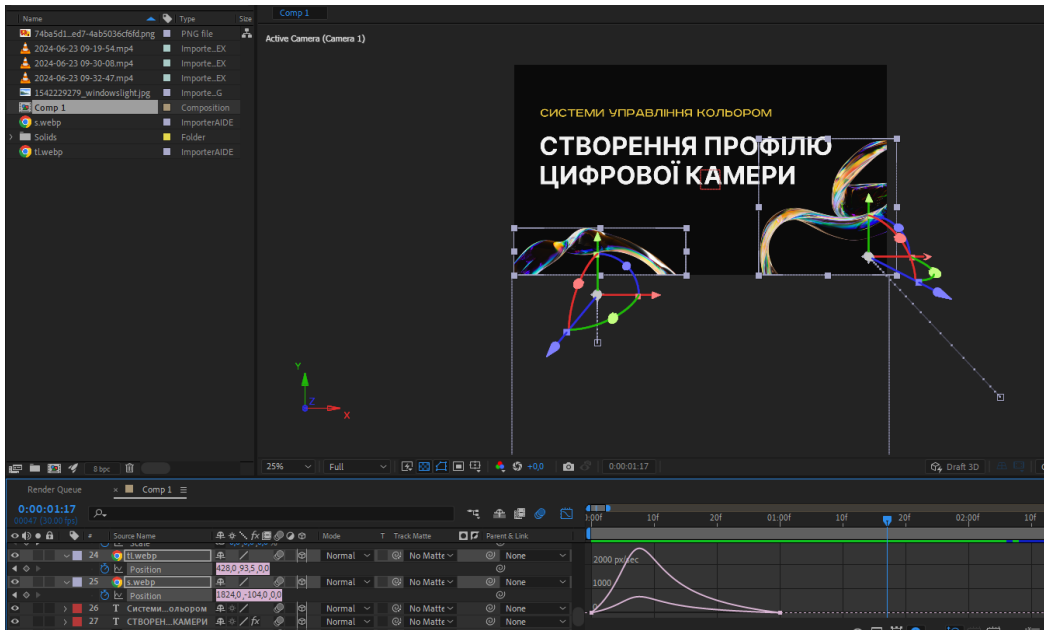 Name Type Size
74ba5d1...ed7-4ab5036cf6fd.png PNG file
2024-06-23 09-19-54.mp4 Importe...EX
2024-06-23 09-30-08.mp4 Importe...EX
2024-06-23 09-32-47.mp4 Importe...EX
1542229279_windowslight.jpg Importe...G
Comp 1 Composition
s.webp ImporterAIDE
Solids Folder
tl.webp ImporterAIDE
8 bpc
Comp 1
Active Camera (Camera 1)
СИСТЕМИ УПРАВЛІННЯ КОЛЬОРОМ
СТВОРЕННЯ ПРОФІЛЮ
ЦИФРОВОЇ КАМЕРИ
Y
Z
X
25% Full +0,0 0:00:01:17 Draft 3D
Render Queue Comp 1
0:00:01:17
00047 (30.00 fps)
# Source Name Mode T Track Matte Parent & Link
Scale
24 tl.webp Normal No Matte None
Position 428,0,93,5,0,0
25 s.webp Normal No Matte None
Position 1824,0,-104,0,0,0
26 T Системи...ольором Normal No Matte None
27 T СТВОРЕН...КАМЕРИ Normal No Matte None
1:00f 10f 20f 01:00f 10f 20f 02:00f 10f
2000 px/sec
1000
0